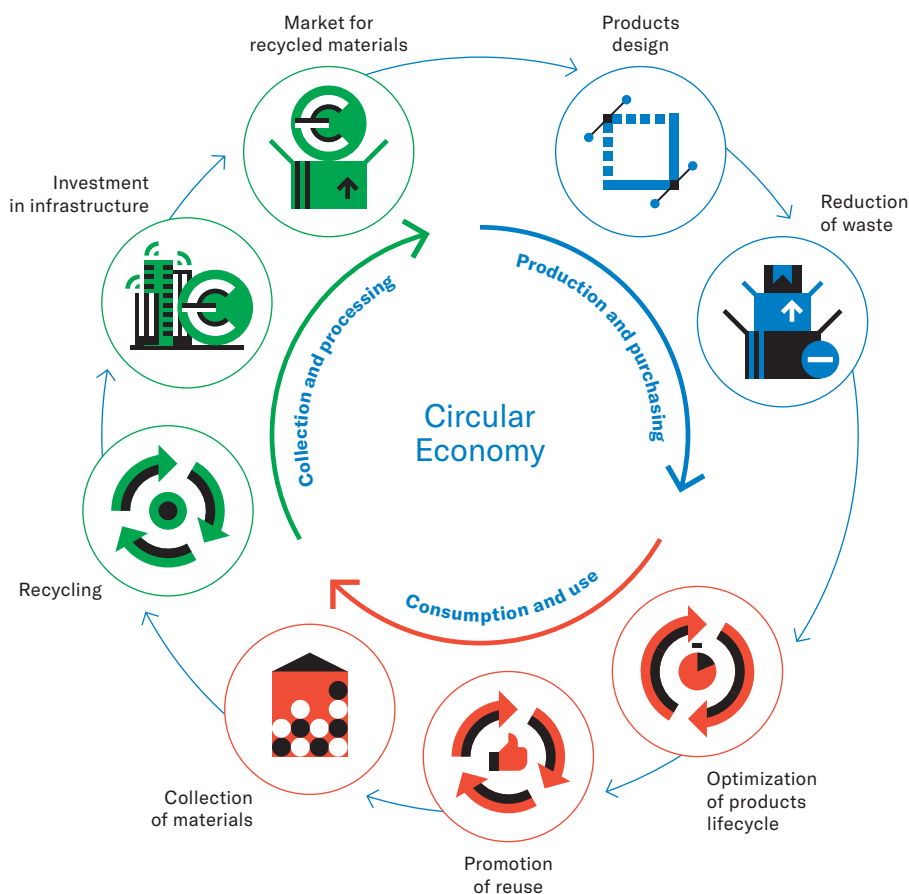 Market for
recycled materials
Products
design
Investment
in infrastructure
Reduction
of waste
Collection and processing
Production and purchasing
Circular
Economy
Consumption and use
Recycling
Collection
of materials
Promotion
of reuse
Optimization
of products
lifecycle